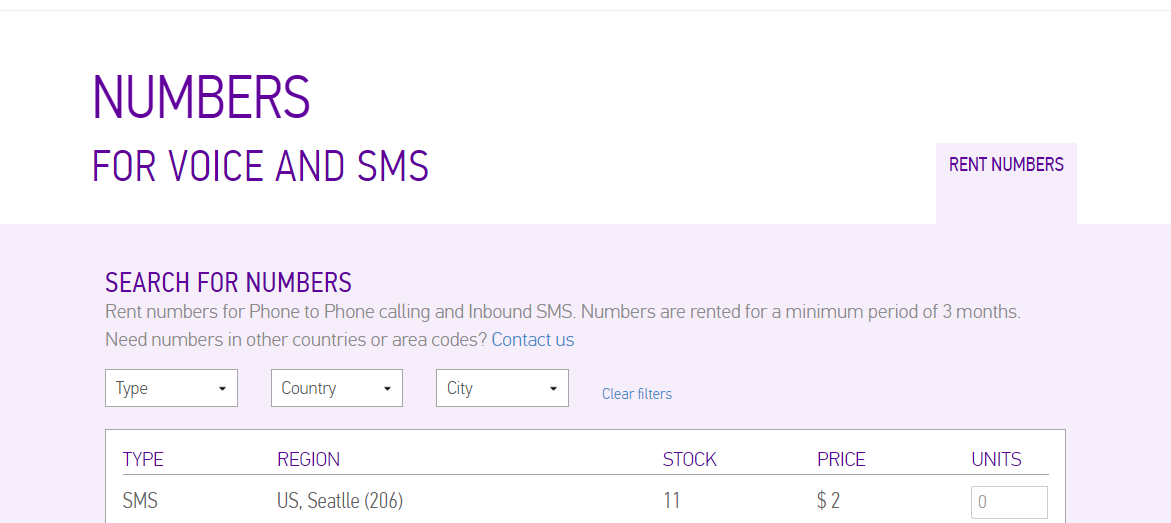 NUMBERS
FOR VOICE AND SMS
RENT NUMBERS
SEARCH FOR NUMBERS
Rent numbers for Phone to Phone calling and Inbound SMS. Numbers are rented for a minimum period of 3 months.
Need numbers in other countries or area codes? Contact us
Type Country City Clear filters
TYPE REGION STOCK PRICE UNITS
SMS US, Seatlle (206) 11 $ 2 0